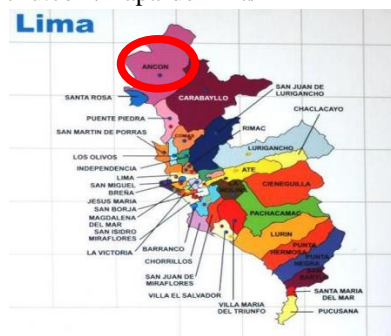 Lima
ANCON
SANTA ROSA
CARABAYLLO
SAN JUAN DE
LURIGANCHO
CHACLACAYO
PUENTE PIEDRA
SAN MARTIN DE PORRAS
COMAS
RIMAC
LURIGANCHO
LOS OLIVOS
INDEPENDENCIA
ATE
LIMA
SAN MIGUEL
BREÑA
LA
MOLINA
CIENEGUILLA
JESUS MARIA
SAN BORJA
MAGDALENA
DEL MAR
SAN ISIDRO
MIRAFLORES
PACHACAMAC
LA VICTORIA
BARRANCO
CHORRILLOS
LURIN
PUNTA
HERMOSA
PUNTA
NEGRA
SAN
BARTOLO
SAN JUAN DE
MIRAFLORES
VILLA EL SALVADOR
VILLA MARIA
DEL TRIUNFO
SANTA MARIA
DEL MAR
PUCUSANA